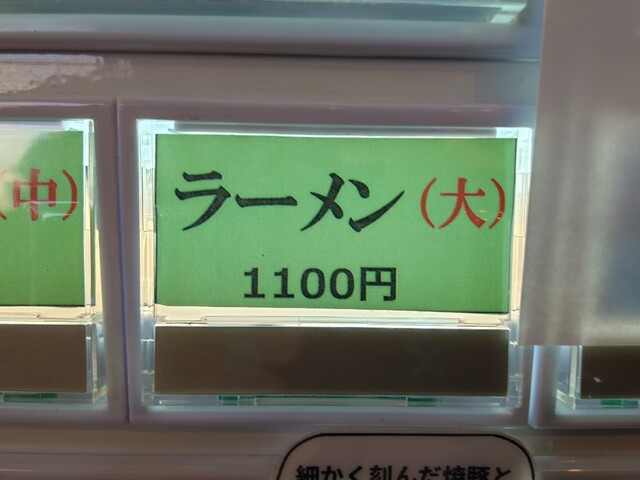 (中)
ラーメン(大)
1100円
細かく刻んだ焼豚と